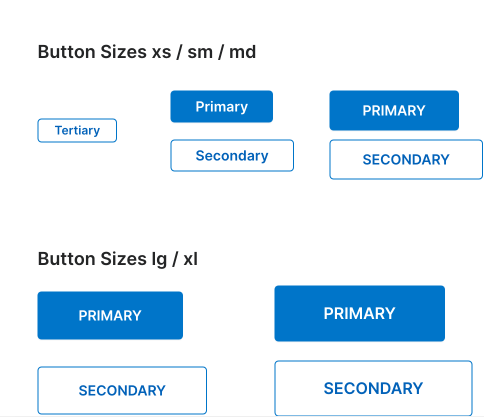 Button Sizes xs / sm / md
Tertiary
Primary
Secondary
PRIMARY
SECONDARY
Button Sizes lg / xl
PRIMARY
SECONDARY
PRIMARY
SECONDARY